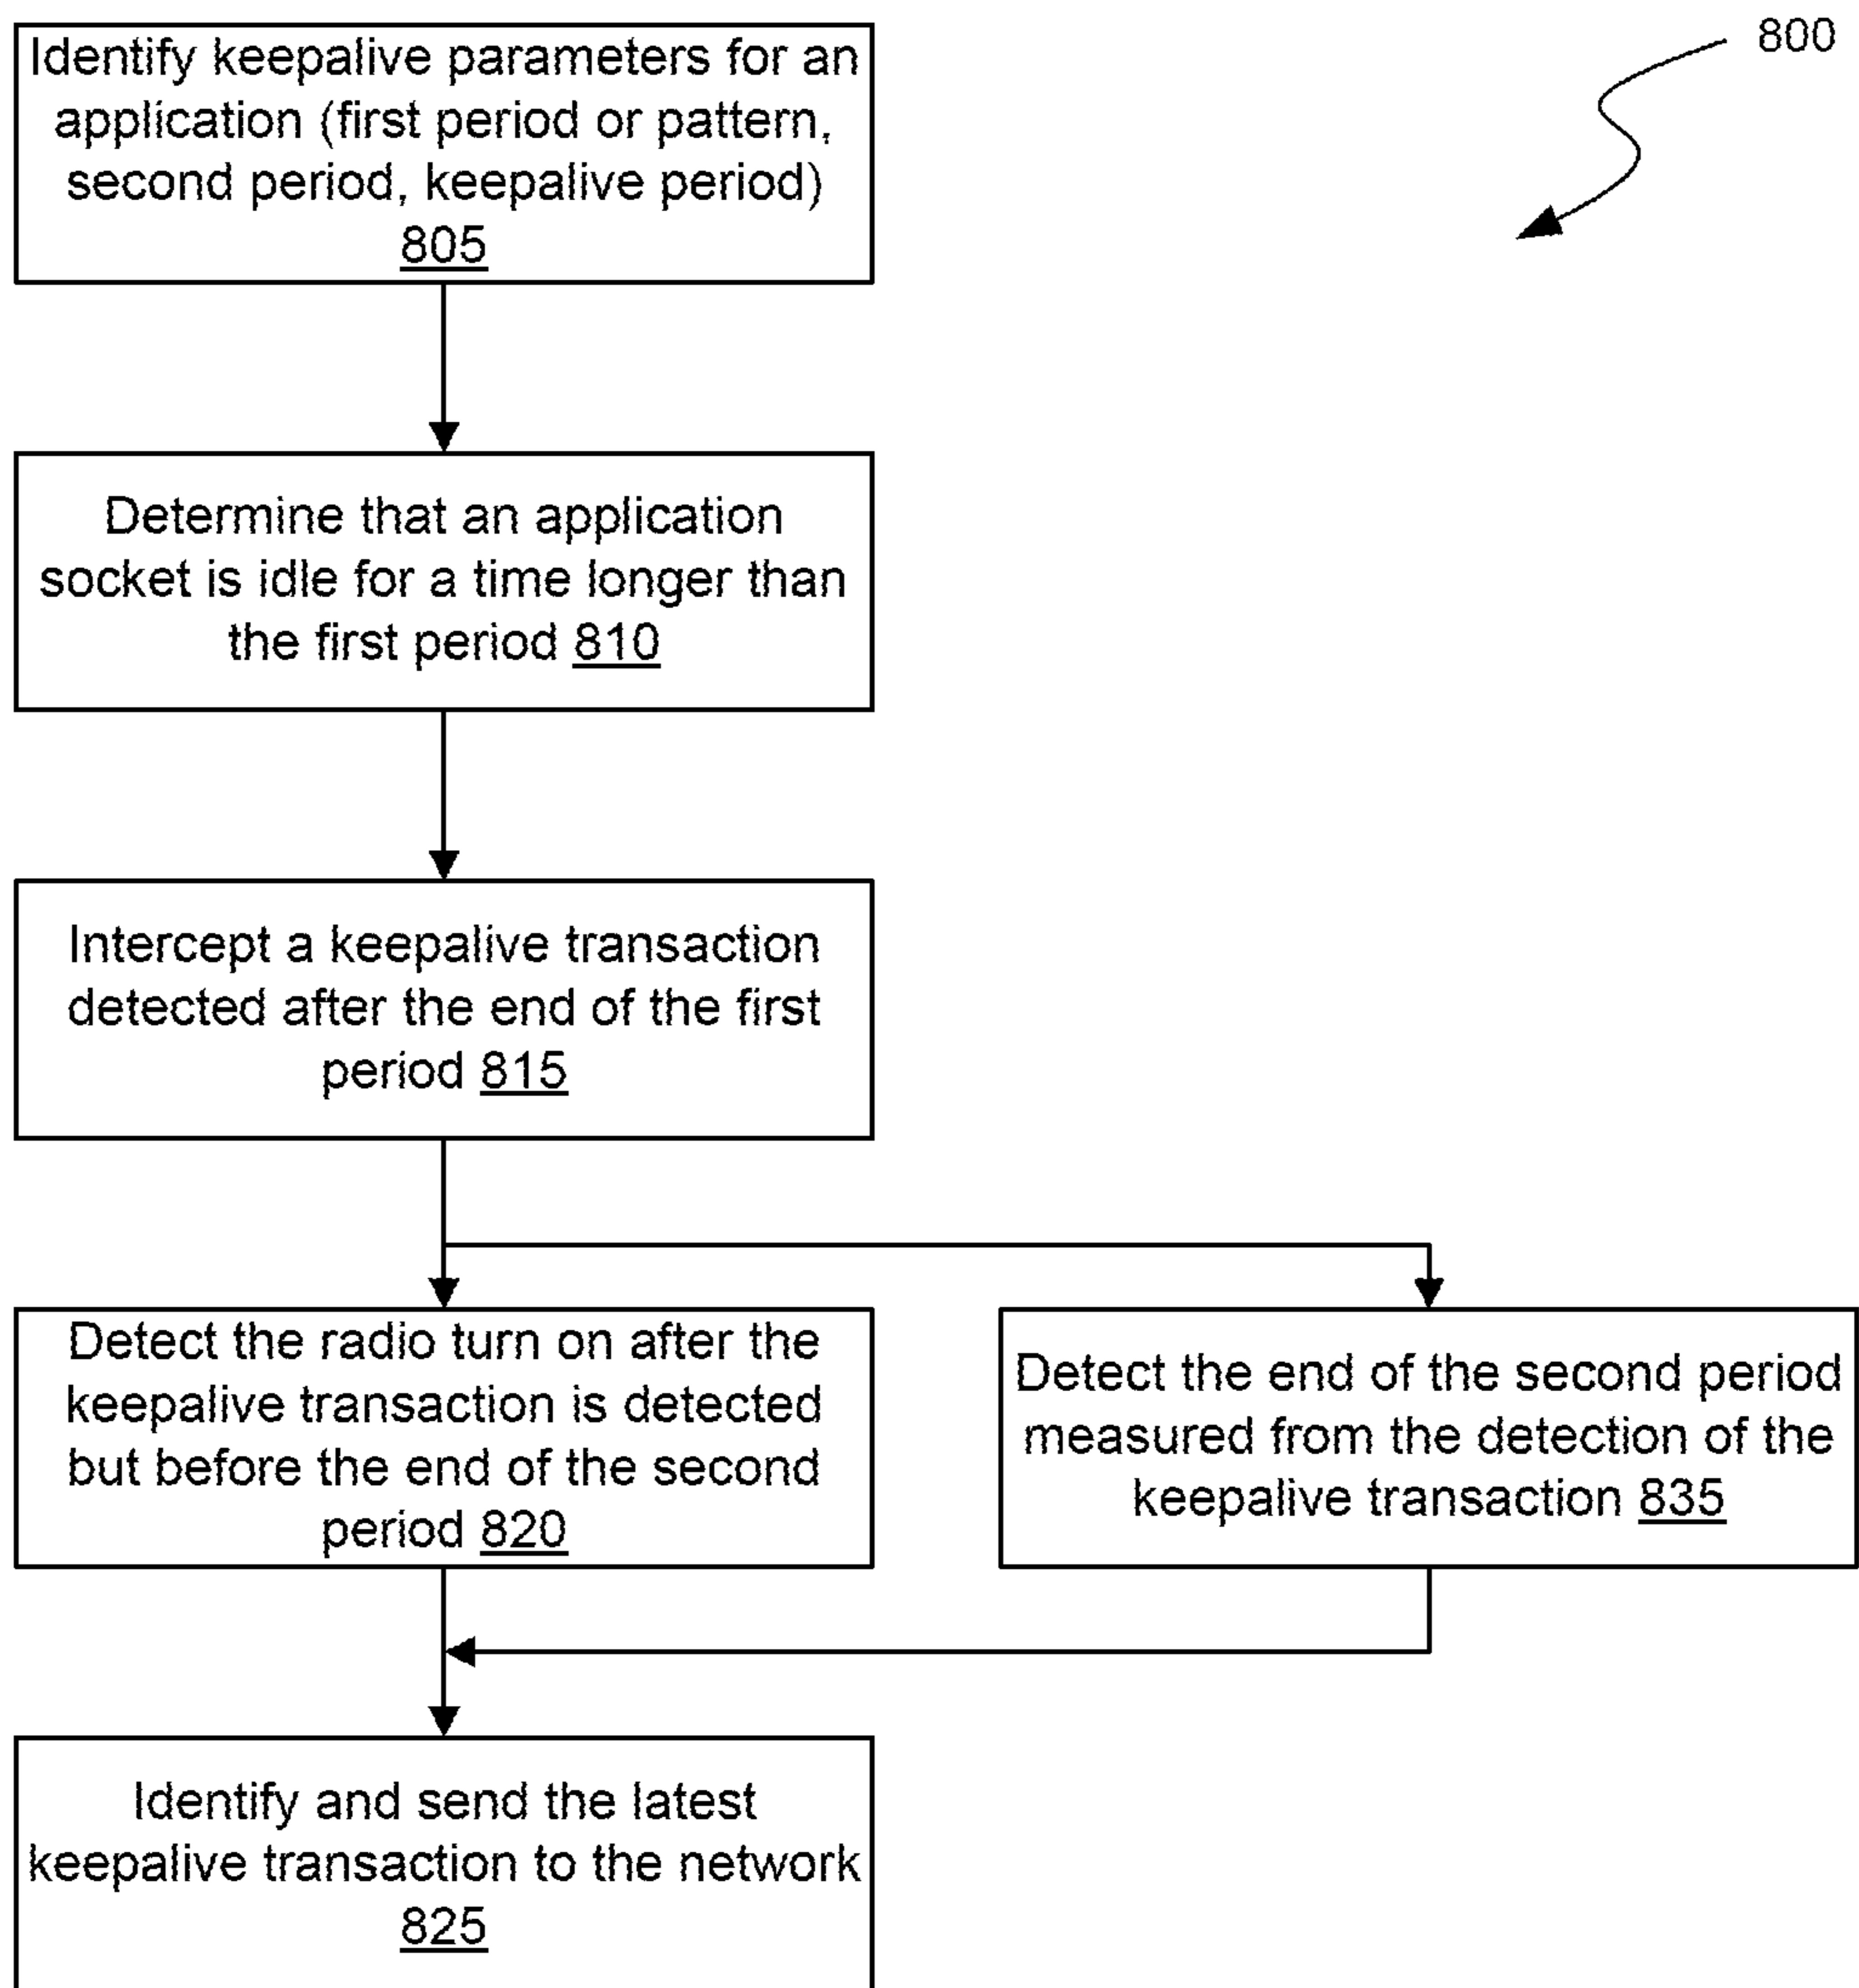 800
Identify keepalive parameters for an
application (first period or pattern,
second period, keepalive period)
805
Determine that an application
socket is idle for a time longer than
the first period 810
Intercept a keepalive transaction
detected after the end of the first
period 815
Detect the radio turn on after the
keepalive transaction is detected
but before the end of the second
period 820
Detect the end of the second period
measured from the detection of the
keepalive transaction 835
Identify and send the latest
keepalive transaction to the network
825